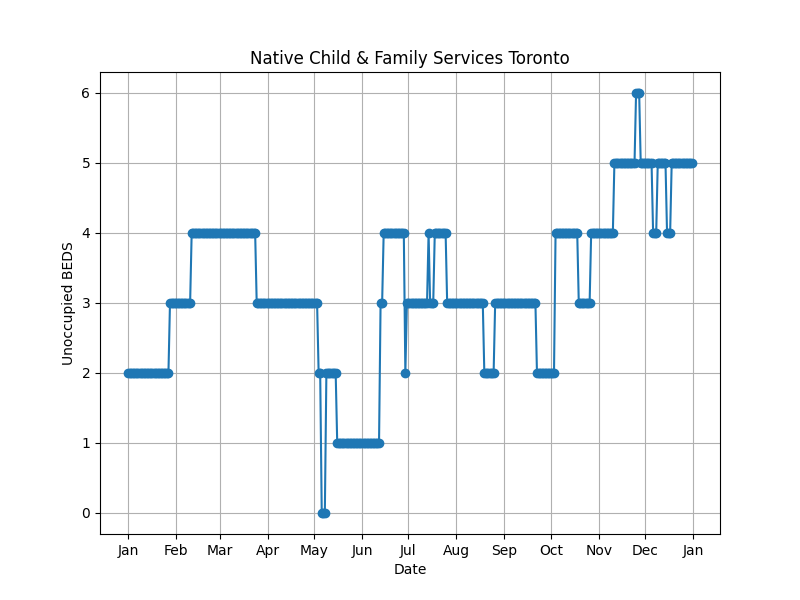 Native Child & Family Services Toronto
Unoccupied BEDS
6
5
4
3
2
1
0
Jan Feb Mar Apr May Jun Jul Aug Sep Oct Nov Dec Jan
Date